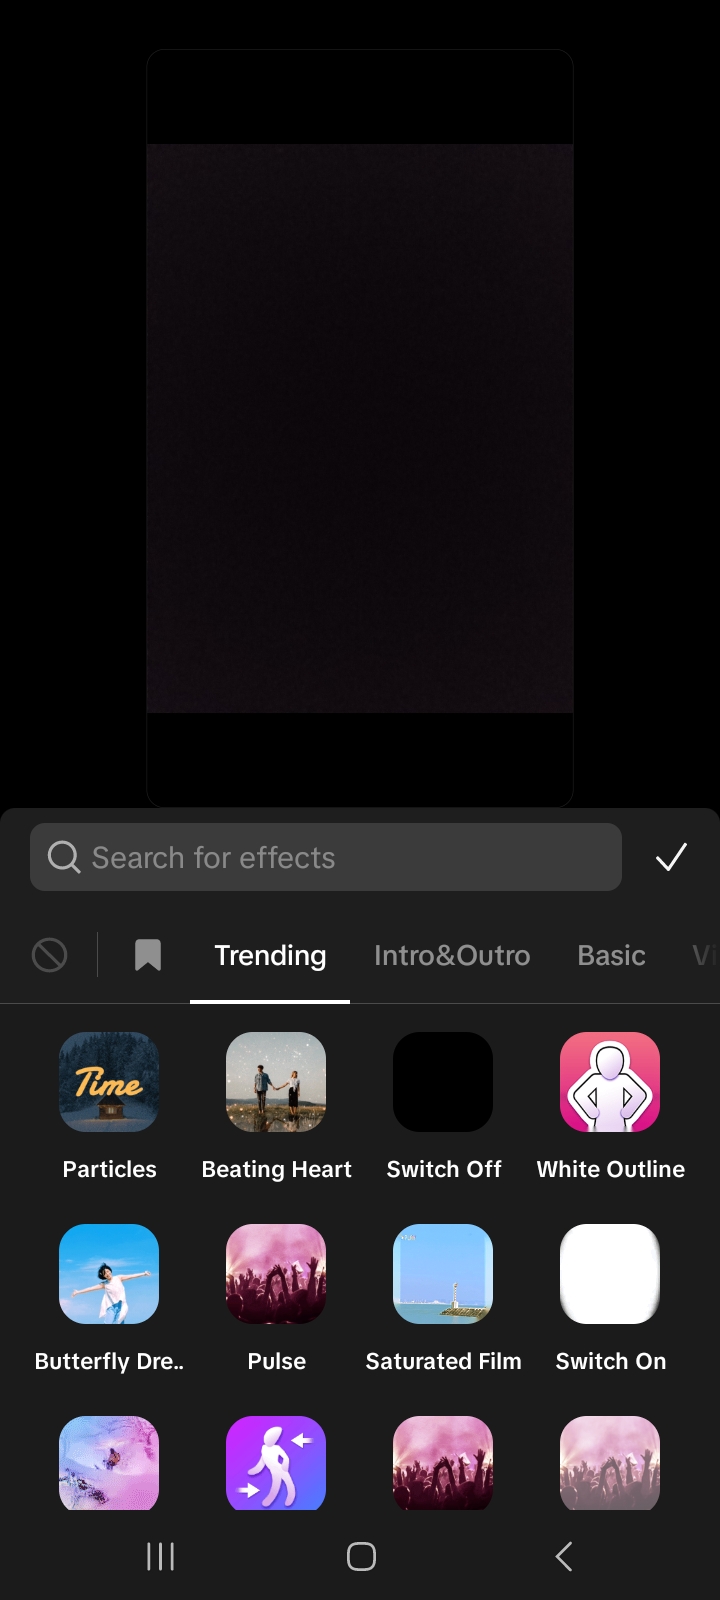 Search for effects
Trending Intro&Outro Basic Vi
Time
Particles Beating Heart Switch Off White Outline
Butterfly Dre.. Pulse Saturated Film Switch On